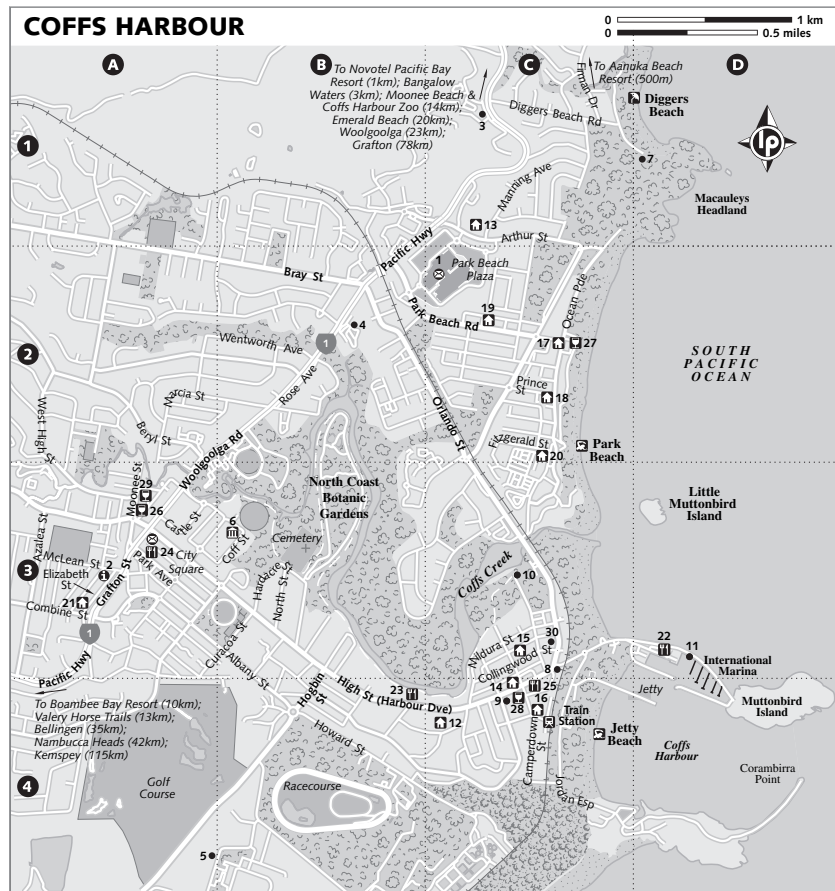 COFFS HARBOUR
0 1 km
0 0.5 miles
A
B
C
D
To Novotel Pacific Bay
Resort (1km); Bangalow
Waters (3km); Moonee Beach &
Coffs Harbour Zoo (14km);
Emerald Beach (20km);
Woolgoolga (23km);
Grafton (78km)
3
Firman Dr
To Aanuka Beach
Resort (500m)
Diggers
Beach
Diggers Beach Rd
lp
1
7
Macauleys
Headland
Manning Ave
13
Arthur St
Pacific Hwy
1
Park Beach
Plaza
Bray St
Park Beach Rd
19
Ocean Pde
4
1
Wentworth Ave
2
17
27
SOUTH
PACIFIC
OCEAN
Rose Ave
Marcia St
Prince
St
18
West High St
Beryl St
Orlando St
Fitzgerald St
20
Park
Beach
Woolgoolga Rd
29
Moonee St
26
Castle St
North Coast
Botanic
Gardens
Little
Muttonbird
Island
Azalea St
6
Coff St
Cemetery
McLean St
24
City
Square
Park Ave
3
Elizabeth
St
2
Grafton St
Hardacre St
North St
Coffs Creek
10
21
Combine St
1
Curacoa St
Albany St
Mildura St
15
30
Collingwood St
8
22
11
International
Marina
Pacific Hwy
Hogbin St
High St (Harbour Dve)
23
14
25
9
28
16
12
Train
Station
Jetty
Muttonbird
Island
To Boambee Bay Resort (10km);
Valery Horse Trails (13km);
Bellingen (35km);
Nambucca Heads (42km);
Kempsey (115km)
Howard St
Camperdown St
Jetty
Beach
Coffs
Harbour
4
Golf
Course
Racecourse
Jordan Esp
Corambirra
Point
5